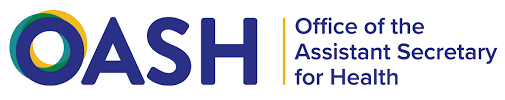 OASH
Office of the
Assistant Secretary
for Health